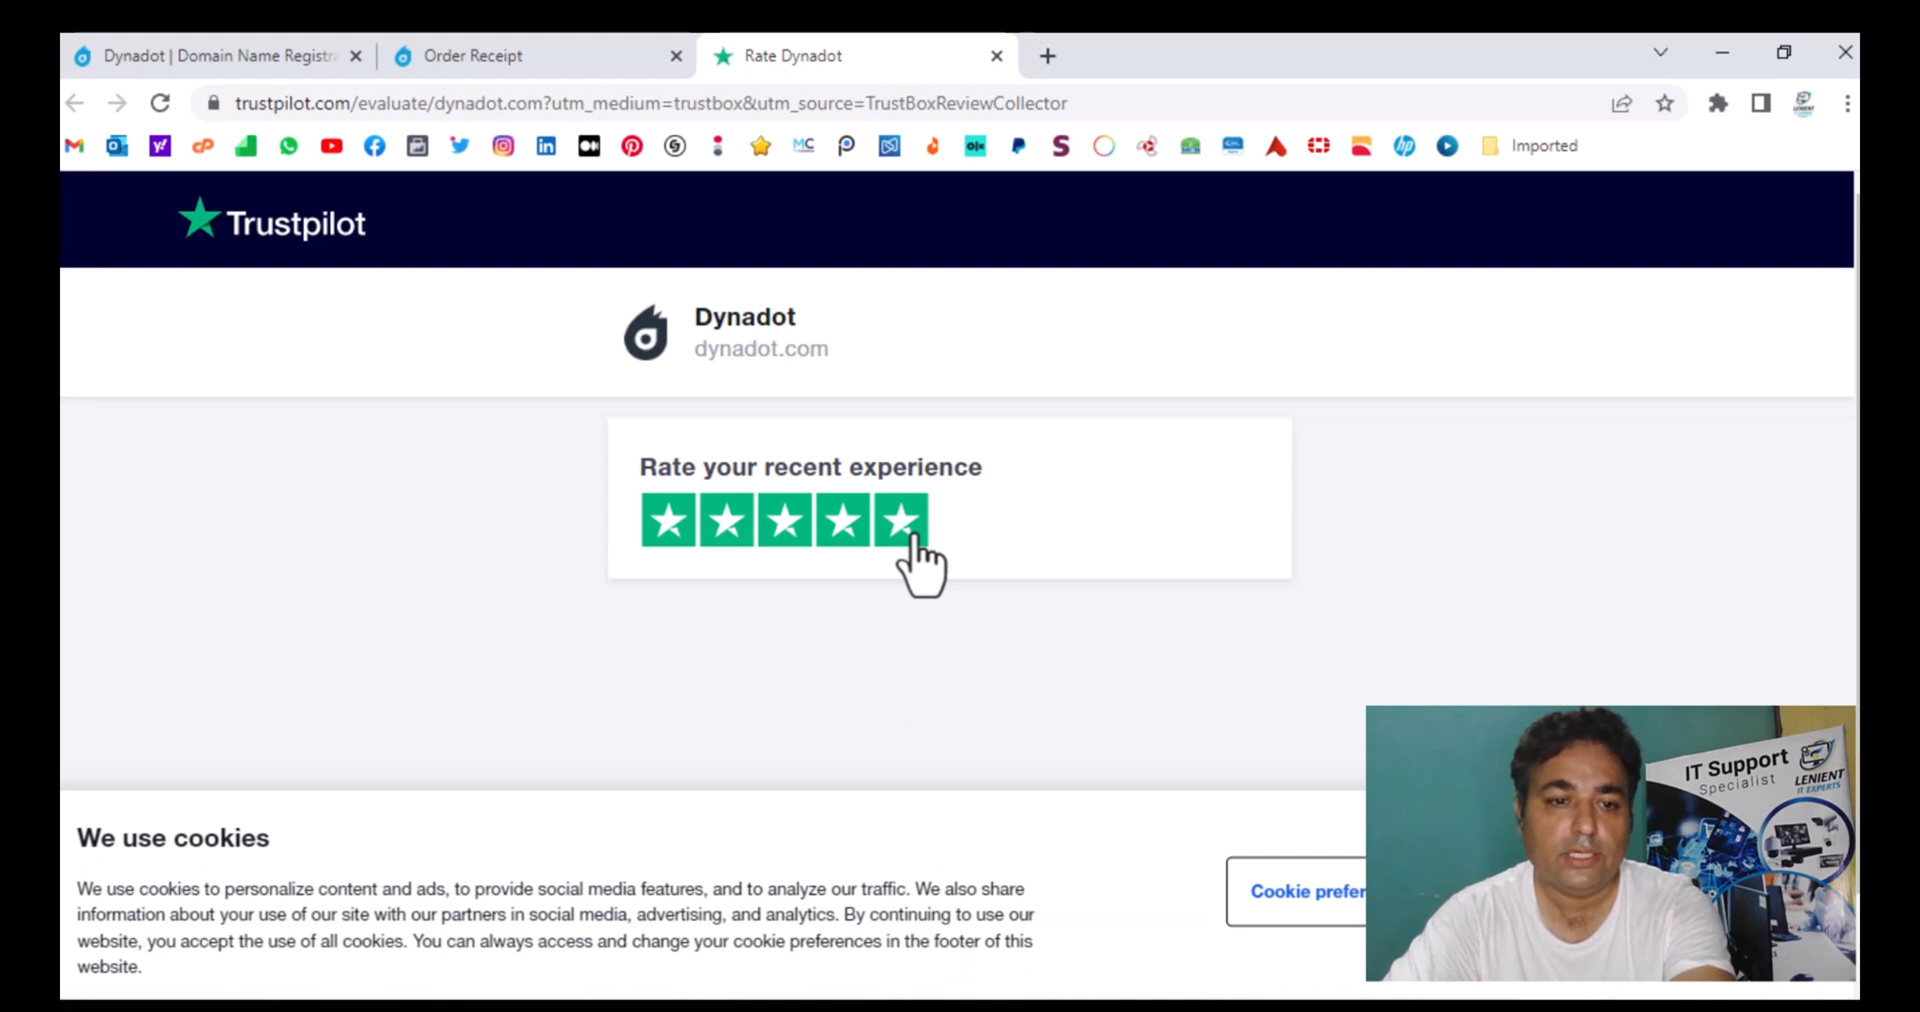 Dynadot | Domain Name Registra
Order Receipt
Rate Dynadot
trustpilot.com/evaluate/dynadot.com?utm_medium=trustbox&utm_source=TrustBoxReviewCollector
Imported
Trustpilot
Dynadot
dynadot.com
Rate your recent experience
We use cookies
We use cookies to personalize content and ads, to provide social media features, and to analyze our traffic. We also share
information about your use of our site with our partners in social media, advertising, and analytics. By continuing to use our
website, you accept the use of all cookies. You can always access and change your cookie preferences in the footer of this
website.
Cookie prefer
IT Support
Specialist
LENIENT
IT EXPERTS